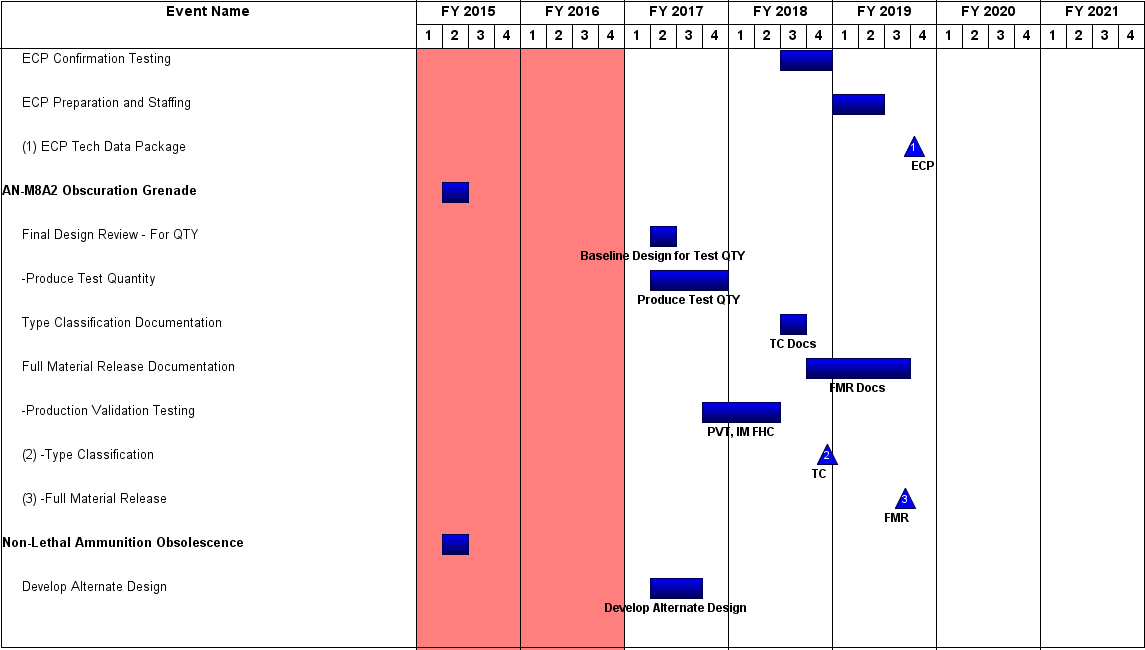 Event Name FY 2015 FY 2016 FY 2017 FY 2018 FY 2019 FY 2020 FY 2021
1 2 3 4 1 2 3 4 1 2 3 4 1 2 3 4 1 2 3 4 1 2 3 4 1 2 3 4
ECP Confirmation Testing
ECP Preparation and Staffing
(1) ECP Tech Data Package 1
ECP
AN-M8A2 Obscuration Grenade
Final Design Review - For QTY
Baseline Design for Test QTY
-Produce Test Quantity
Produce Test QTY
Type Classification Documentation
TC Docs
Full Material Release Documentation
FMR Docs
-Production Validation Testing
PVT, IM FHC
(2) -Type Classification 2
TC
(3) -Full Material Release 3
FMR
Non-Lethal Ammunition Obsolescence
Develop Alternate Design
Develop Alternate Design